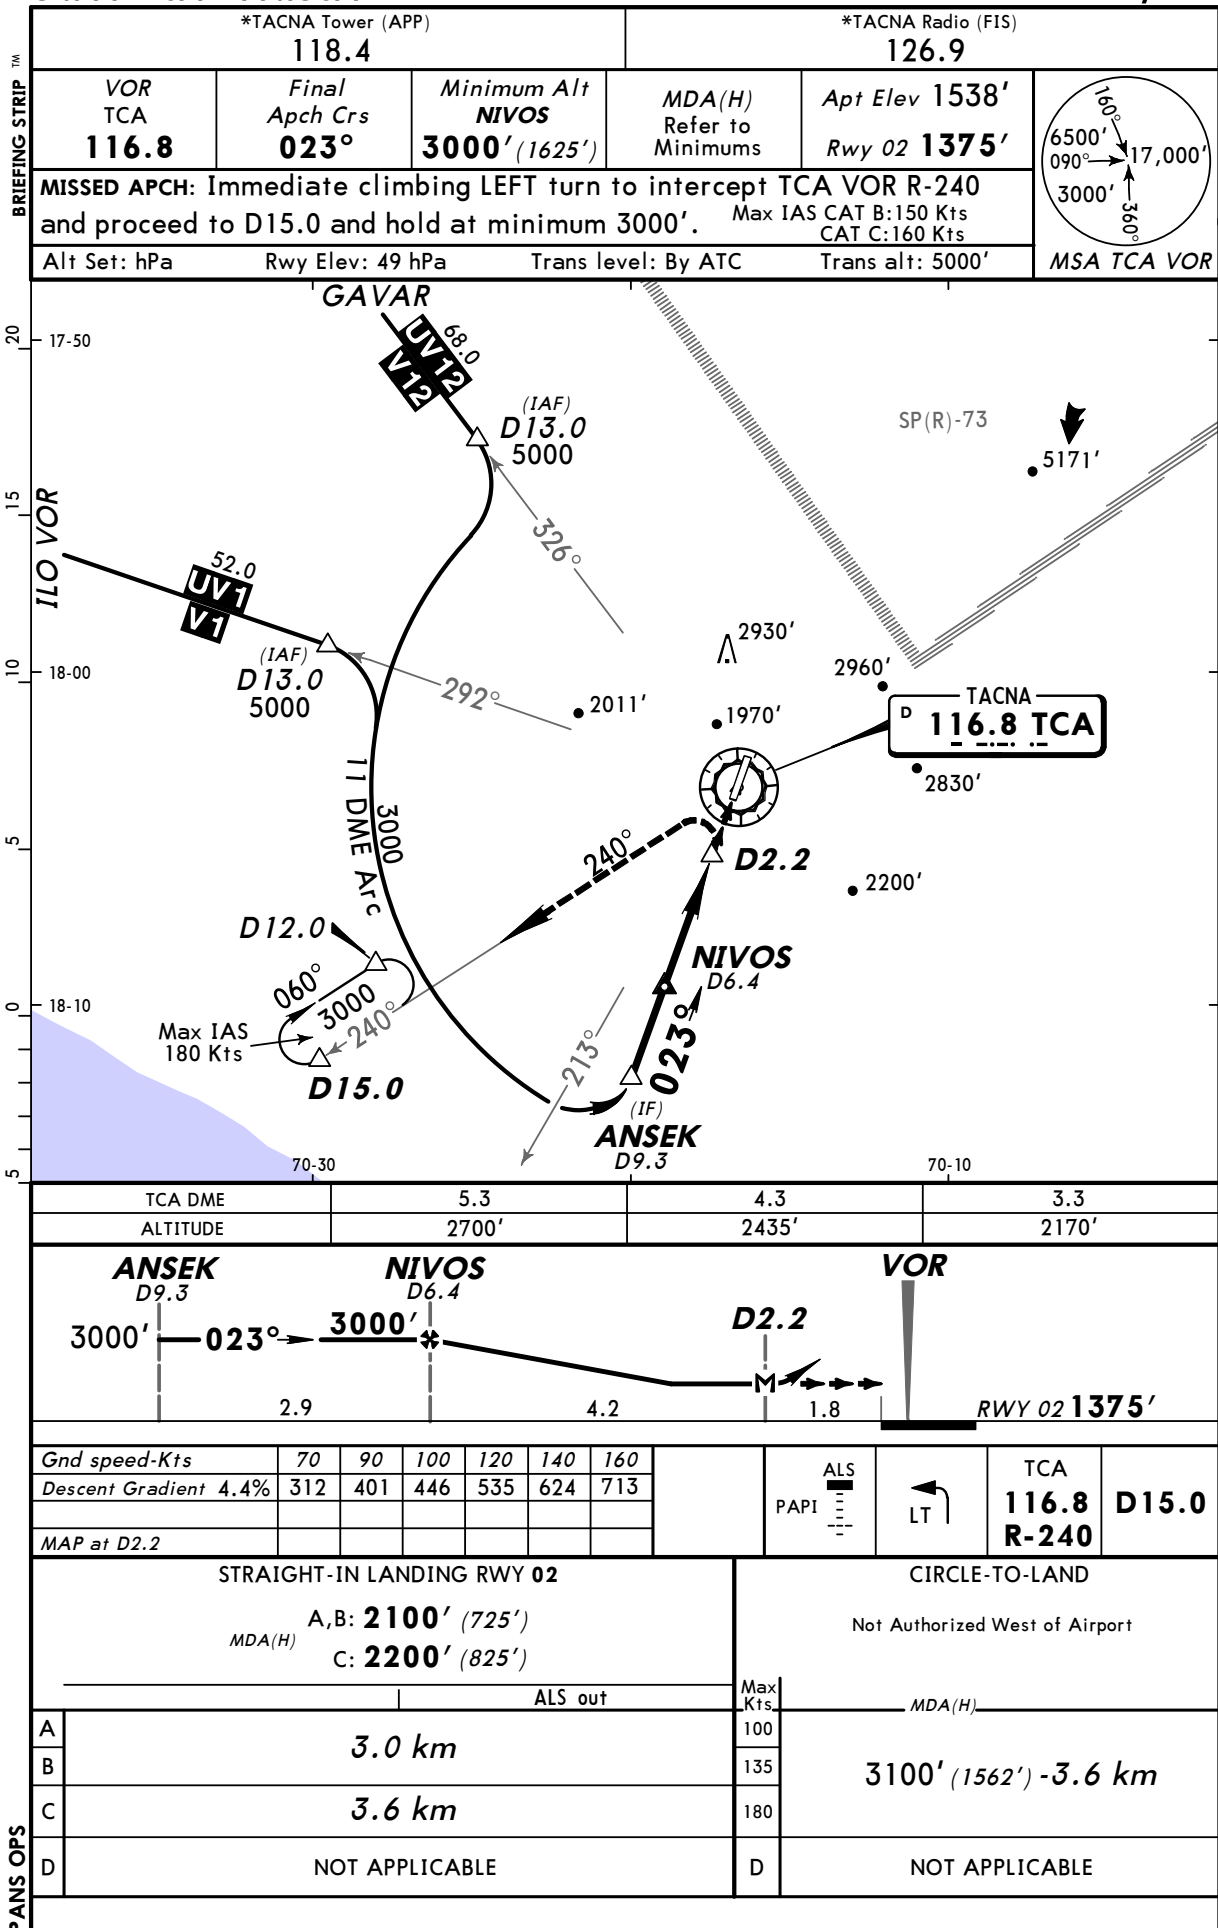 *TACNA Tower (APP)
118.4
*TACNA Radio (FIS)
126.9
BRIEFING STRIP TM
VOR
TCA
116.8
Final
Apch Crs
023°
Minimum Alt
NIVOS
3000' (1625')
MDA(H)
Refer to
Minimums
Apt Elev 1538'
Rwy 02 1375'
MISSED APCH: Immediate climbing LEFT turn to intercept TCA VOR R-240
and proceed to D15.0 and hold at minimum 3000'.
Max IAS CAT B:150 Kts
CAT C:160 Kts
Alt Set: hPa
Rwy Elev: 49 hPa
Trans level: By ATC
Trans alt: 5000'
160°
6500'
090°
17,000'
3000'
360°
MSA TCA VOR
GAVAR
20
17-50
UV12
V12
68.0
(IAF)
D13.0
5000
SP(R)-73
5171'
15
ILO VOR
326°
52.0
UV1
V1
(IAF)
D13.0
5000
10
18-00
292°
2930'
2960'
2011'
1970'
TACNA
D 116.8 TCA
2830'
11 DME Arc
3000
5
240°
D2.2
2200'
D12.0
NIVOS
D6.4
060°
3000
0
18-10
240°
Max IAS
180 Kts
213°
023°
D15.0
(IF)
ANSEK
D9.3
5
70-30
70-10
TCA DME 5.3 4.3 3.3
ALTITUDE 2700' 2435' 2170'
ANSEK
D9.3
NIVOS
D6.4
VOR
D2.2
3000'
023°
3000'
M
2.9
4.2
1.8
RWY 02 1375'
Gnd speed-Kts 70 90 100 120 140 160
Descent Gradient 4.4% 312 401 446 535 624 713
MAP at D2.2
ALS
PAPI
LT
TCA
116.8
R-240
D15.0
STRAIGHT-IN LANDING RWY 02
MDA(H)
A,B: 2100' (725')
C: 2200' (825')
ALS out
CIRCLE-TO-LAND
Not Authorized West of Airport
Max
Kts
MDA(H)
A
B
3.0 km
C
3.6 km
D
NOT APPLICABLE
100
135
180
3100' (1562') -3.6 km
D
NOT APPLICABLE
PANS OPS